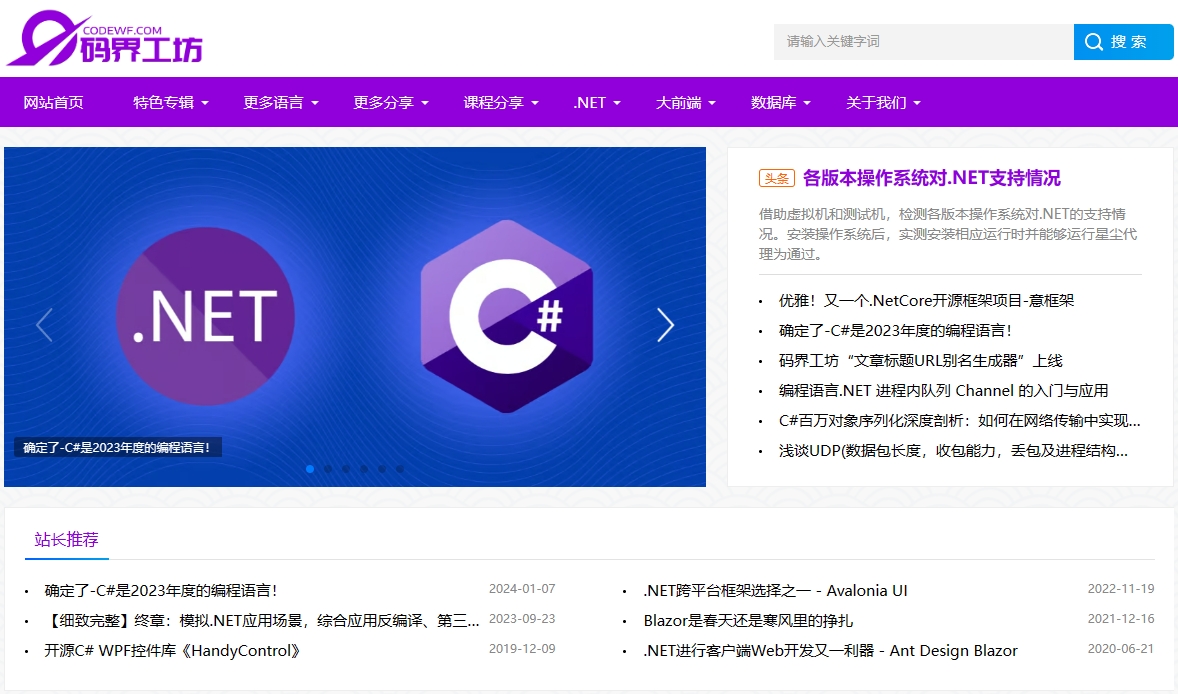 CODEWF.COM
码界工坊
请输入关键字词
搜 索
网站首页 特色专辑 更多语言 更多分享 课程分享 .NET 大前端 数据库 关于我们
.NET
C#
确定了-C#是2023年度的编程语言！
头条 各版本操作系统对.NET支持情况
借助虚拟机和测试机，检测各版本操作系统对.NET的支持情
况。安装操作系统后，实测安装相应运行时并能够运行星尘代
理为通过。
优雅！又一个.NetCore开源框架项目-意框架
确定了-C#是2023年度的编程语言！
码界工坊“文章标题URL别名生成器”上线
编程语言.NET 进程内队列 Channel 的入门与应用
C#百万对象序列化深度剖析：如何在网络传输中实现...
浅谈UDP(数据包长度，收包能力，丢包及进程结构...
站长推荐
确定了-C#是2023年度的编程语言！ 2024-01-07
【细致完整】终章：模拟.NET应用场景，综合应用反编译、第三... 2023-09-23
开源C# WPF控件库《HandyControl》 2019-12-09
.NET跨平台框架选择之一 - Avalonia UI 2022-11-19
Blazor是春天还是寒风里的挣扎 2021-12-16
.NET进行客户端Web开发又一利器 - Ant Design Blazor 2020-06-21